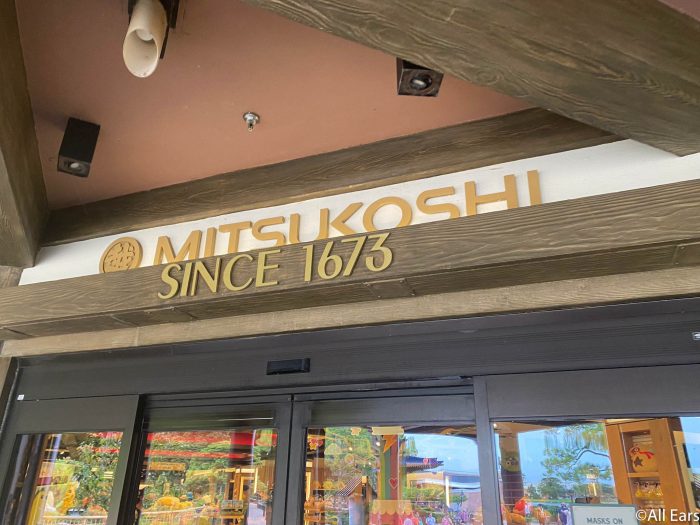 MITSUKOSHI
SINCE 1673
MASKS ON
©All Ears